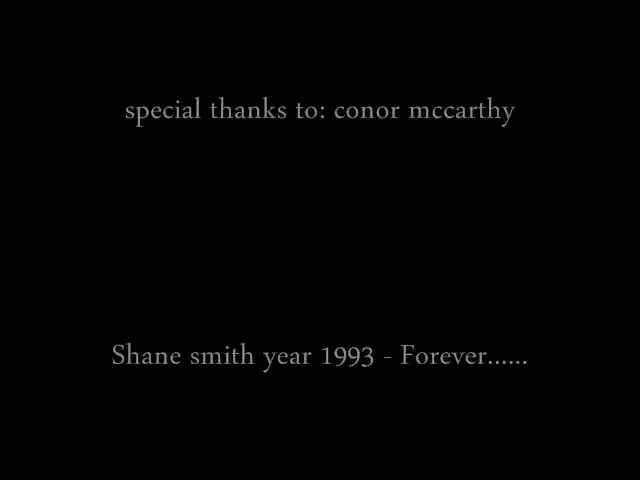 special thanks to: conor mccarthy
Shane smith year 1993 - Forever......